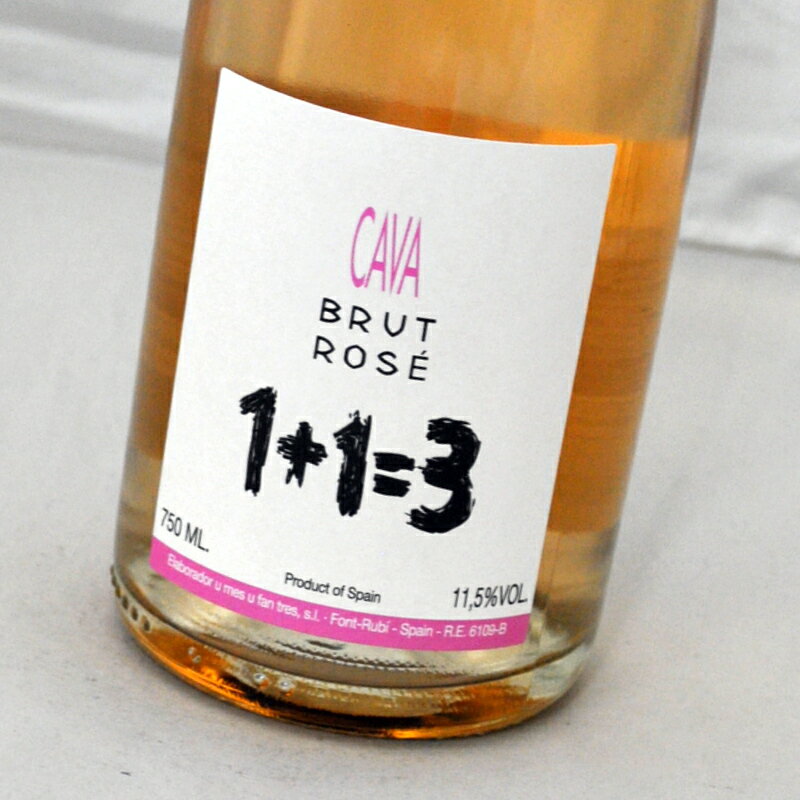 CAVA
BRUT
ROSÉ
1+1=3
750 ML.
Product of Spain
11,5%VOL.
Elaborador u mes u fan tres, s.l. - Font-Rubí - Spain - R.E. 6109-B